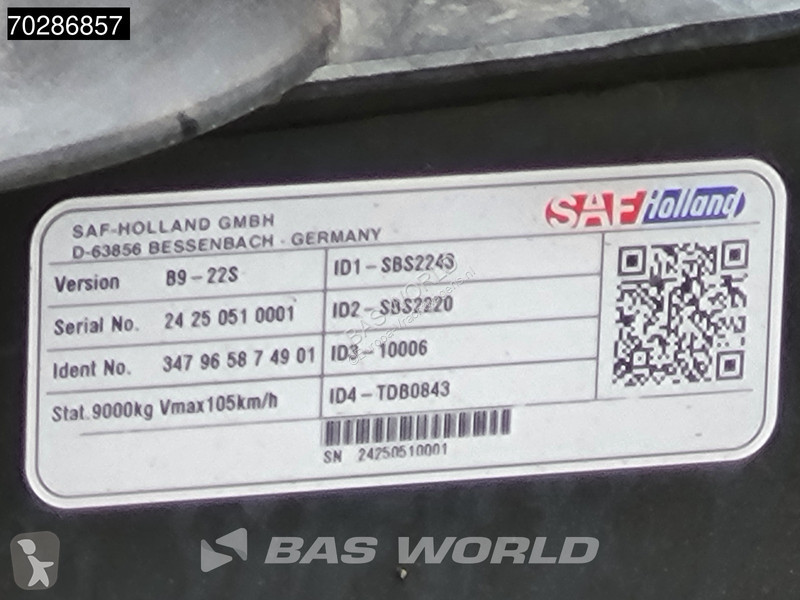 70286857
SAF-HOLLAND GMBH
D-63856 BESSENBACH - GERMANY
SAF Holland
Version B9-22S
ID1-SBS2243
Serial No. 24 25 051 0001
ID2-SBS2220
Ident No. 347 96 58 7 49 01
ID3-10006
Stat. 9000kg Vmax105km/h
ID4-TDB0843
SN 24250510001
BAS WORLD
BAS WORLD